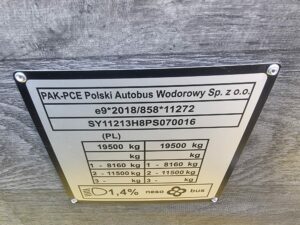 PAK-PCE Polski Autobus Wodorowy Sp. z o.o.
e9*2018/858*11272
SY11213H8PS070016
(PL)
19500 kg 19500 kg
kg kg
1 - 8160 kg 1 - 8160 kg
2 - 11500 kg 2 - 11500 kg
3 - kg 3 - kg
1,4% neso bus